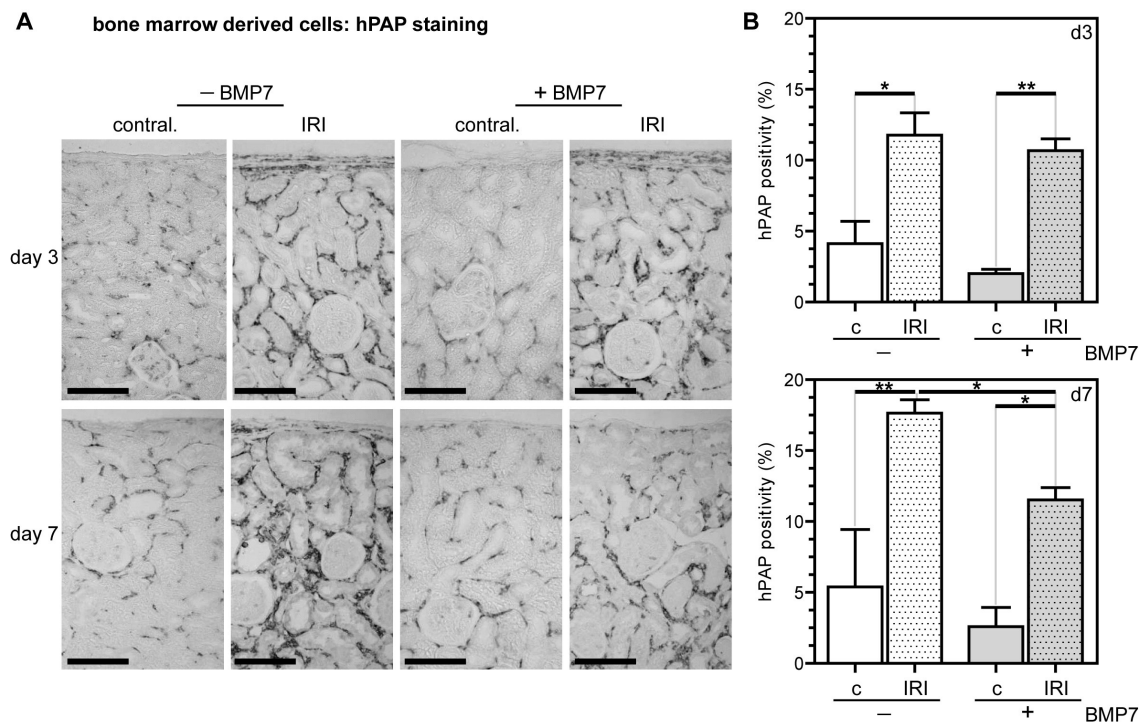 A
bone marrow derived cells: hPAP staining
− BMP7
+ BMP7
contral.
IRI
contral.
IRI
day 3
day 7
B
d3
20
15
10
5
0
hPAP positivity (%)
*
**
c
IRI
c
IRI
−
+
BMP7
d7
20
15
10
5
0
hPAP positivity (%)
**
*
*
c
IRI
c
IRI
−
+
BMP7